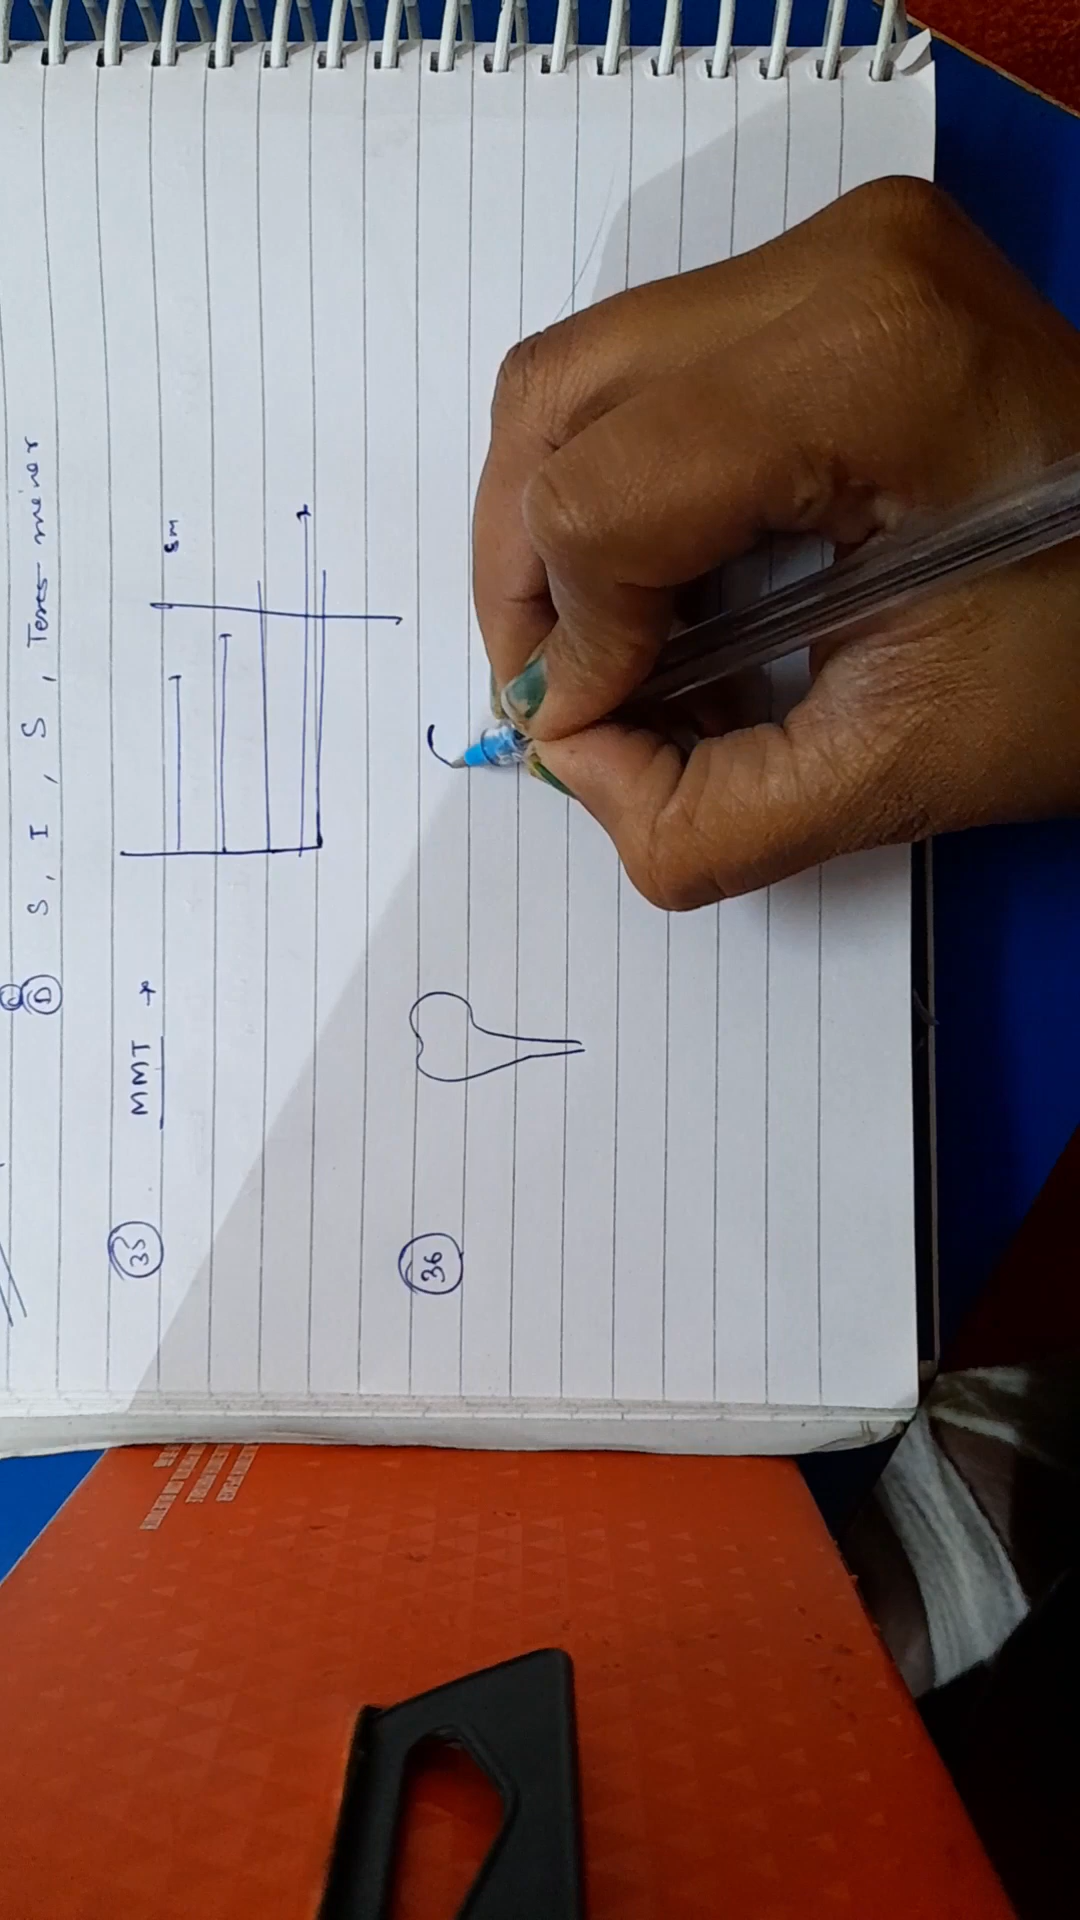 Ⓒ
Ⓓ S, I, S, Teres minor
35 MMT →
5m
36